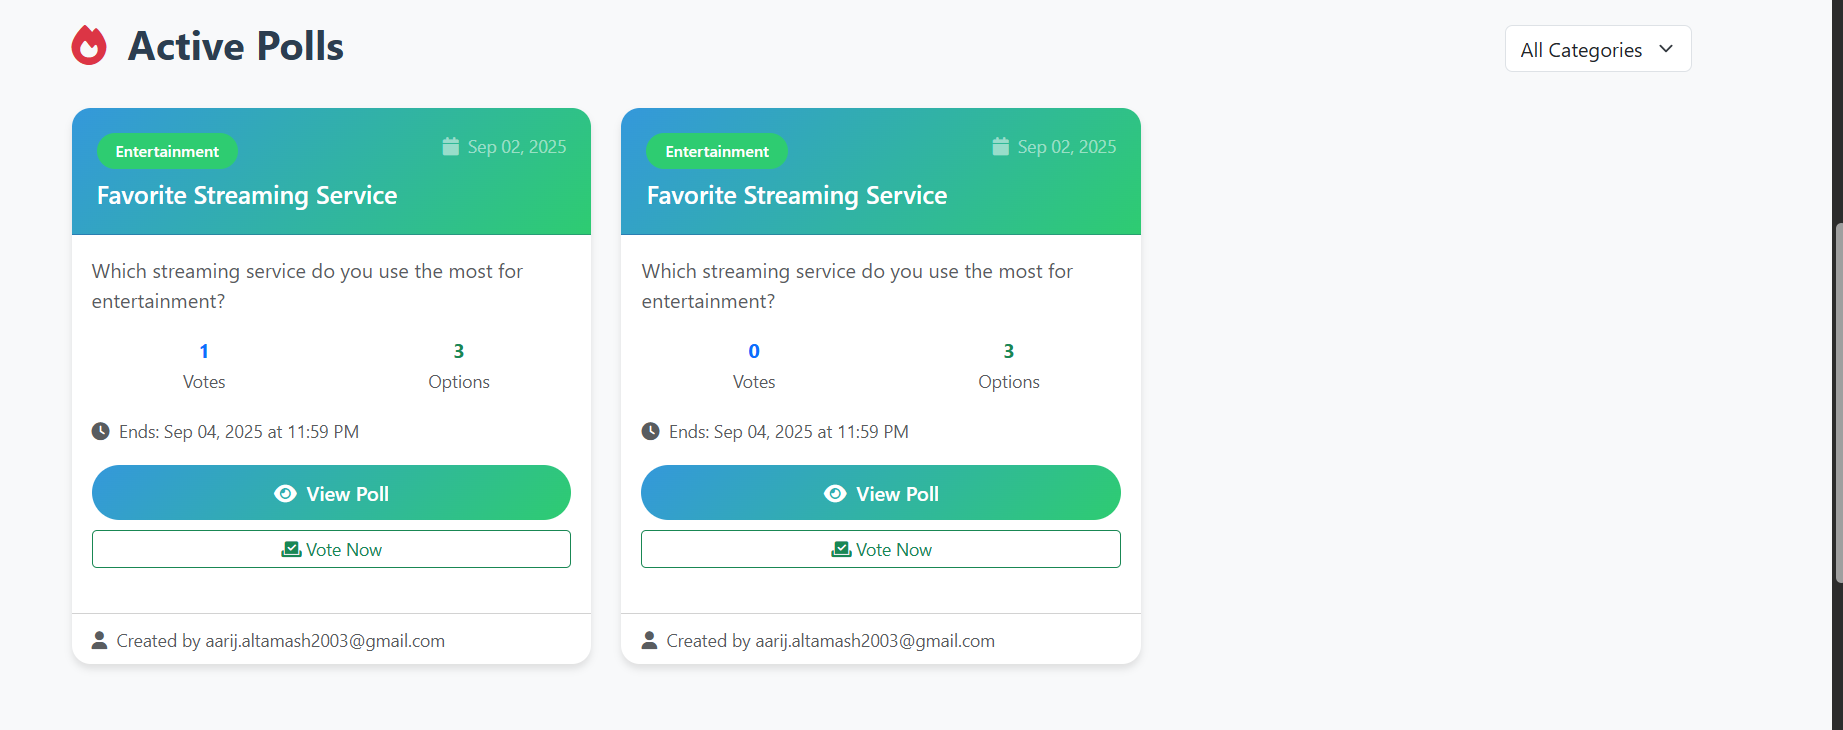 Active Polls
All Categories
Entertainment
Sep 02, 2025
Favorite Streaming Service
Which streaming service do you use the most for
entertainment?
1
3
Votes
Options
Ends: Sep 04, 2025 at 11:59 PM
View Poll
Vote Now
Created by aarij.altamash2003@gmail.com
Entertainment
Sep 02, 2025
Favorite Streaming Service
Which streaming service do you use the most for
entertainment?
0
3
Votes
Options
Ends: Sep 04, 2025 at 11:59 PM
View Poll
Vote Now
Created by aarij.altamash2003@gmail.com